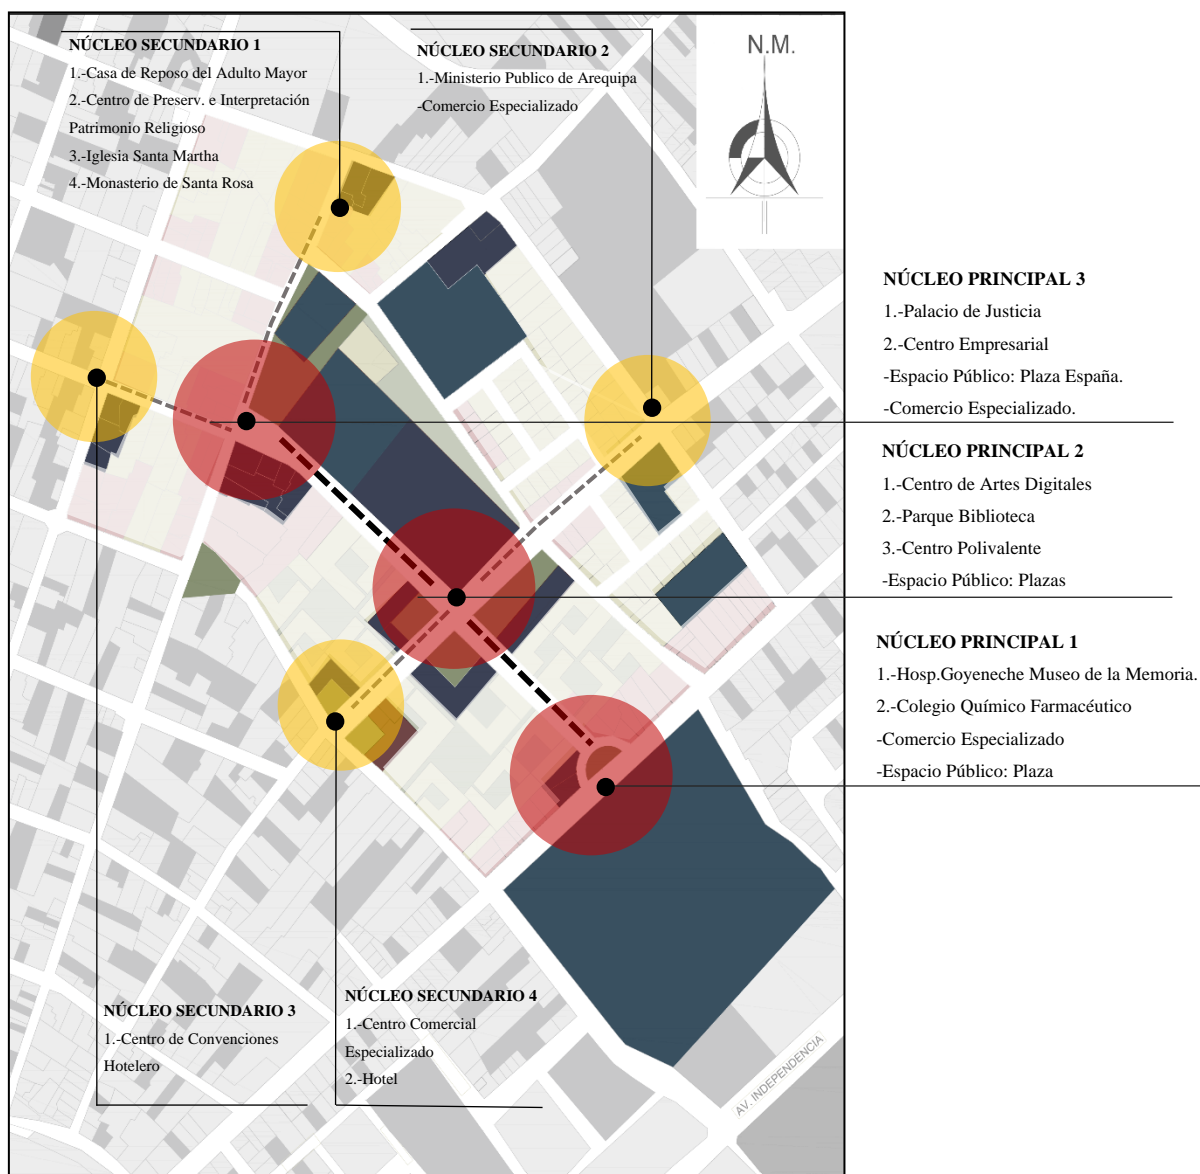 NÚCLEO SECUNDARIO 1
1.-Casa de Reposo del Adulto Mayor
2.-Centro de Preserv. e Interpretación
Patrimonio Religioso
3.-Iglesia Santa Martha
4.-Monasterio de Santa Rosa
NÚCLEO SECUNDARIO 2
1.-Ministerio Publico de Arequipa
-Comercio Especializado
N.M.
NÚCLEO PRINCIPAL 3
1.-Palacio de Justicia
2.-Centro Empresarial
-Espacio Público: Plaza España.
-Comercio Especializado.
NÚCLEO PRINCIPAL 2
1.-Centro de Artes Digitales
2.-Parque Biblioteca
3.-Centro Polivalente
-Espacio Público: Plazas
NÚCLEO PRINCIPAL 1
1.-Hosp.Goyeneche Museo de la Memoria.
2.-Colegio Químico Farmacéutico
-Comercio Especializado
-Espacio Público: Plaza
NÚCLEO SECUNDARIO 3
1.-Centro de Convenciones
Hotelero
NÚCLEO SECUNDARIO 4
1.-Centro Comercial
Especializado
2.-Hotel
AV. INDEPENDENCIA